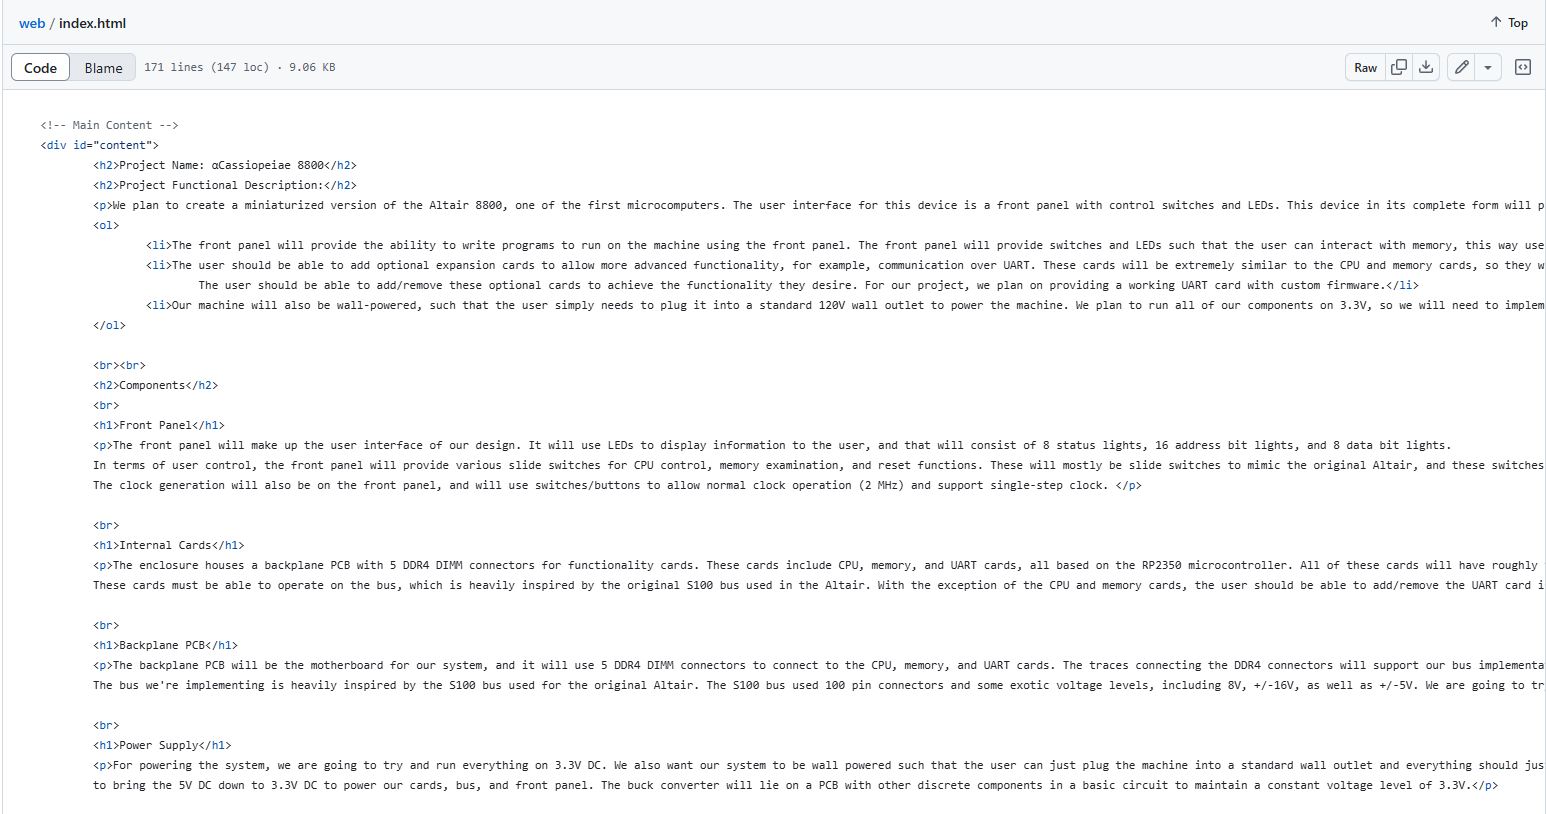 web / index.html
Top
Code Blame 171 lines (147 loc) · 9.06 KB
Raw
<!-- Main Content -->
<div id="content">
<h2>Project Name: αCassiopeiae 8800</h2>
<h2>Project Functional Description:</h2>
<p>We plan to create a miniaturized version of the Altair 8800, one of the first microcomputers. The user interface for this device is a front panel with control switches and LEDs. This device in its complete form will p
<ol>
<li>The front panel will provide the ability to write programs to run on the machine using the front panel. The front panel will provide switches and LEDs such that the user can interact with memory, this way use
<li>The user should be able to add optional expansion cards to allow more advanced functionality, for example, communication over UART. These cards will be extremely similar to the CPU and memory cards, so they w
The user should be able to add/remove these optional cards to achieve the functionality they desire. For our project, we plan on providing a working UART card with custom firmware.</li>
<li>Our machine will also be wall-powered, such that the user simply needs to plug it into a standard 120V wall outlet to power the machine. We plan to run all of our components on 3.3V, so we will need to implem
</ol>
<br><br>
<h2>Components</h2>
<br>
<h1>Front Panel</h1>
<p>The front panel will make up the user interface of our design. It will use LEDs to display information to the user, and that will consist of 8 status lights, 16 address bit lights, and 8 data bit lights.
In terms of user control, the front panel will provide various slide switches for CPU control, memory examination, and reset functions. These will mostly be slide switches to mimic the original Altair, and these switches
The clock generation will also be on the front panel, and will use switches/buttons to allow normal clock operation (2 MHz) and support single-step clock. </p>
<br>
<h1>Internal Cards</h1>
<p>The enclosure houses a backplane PCB with 5 DDR4 DIMM connectors for functionality cards. These cards include CPU, memory, and UART cards, all based on the RP2350 microcontroller. All of these cards will have roughly
These cards must be able to operate on the bus, which is heavily inspired by the original S100 bus used in the Altair. With the exception of the CPU and memory cards, the user should be able to add/remove the UART card i
<br>
<h1>Backplane PCB</h1>
<p>The backplane PCB will be the motherboard for our system, and it will use 5 DDR4 DIMM connectors to connect to the CPU, memory, and UART cards. The traces connecting the DDR4 connectors will support our bus implementa
The bus we're implementing is heavily inspired by the S100 bus used for the original Altair. The S100 bus used 100 pin connectors and some exotic voltage levels, including 8V, +/-16V, as well as +/-5V. We are going to tr
<br>
<h1>Power Supply</h1>
<p>For powering the system, we are going to try and run everything on 3.3V DC. We also want our system to be wall powered such that the user can just plug the machine into a standard wall outlet and everything should jus
to bring the 5V DC down to 3.3V DC to power our cards, bus, and front panel. The buck converter will lie on a PCB with other discrete components in a basic circuit to maintain a constant voltage level of 3.3V.</p>